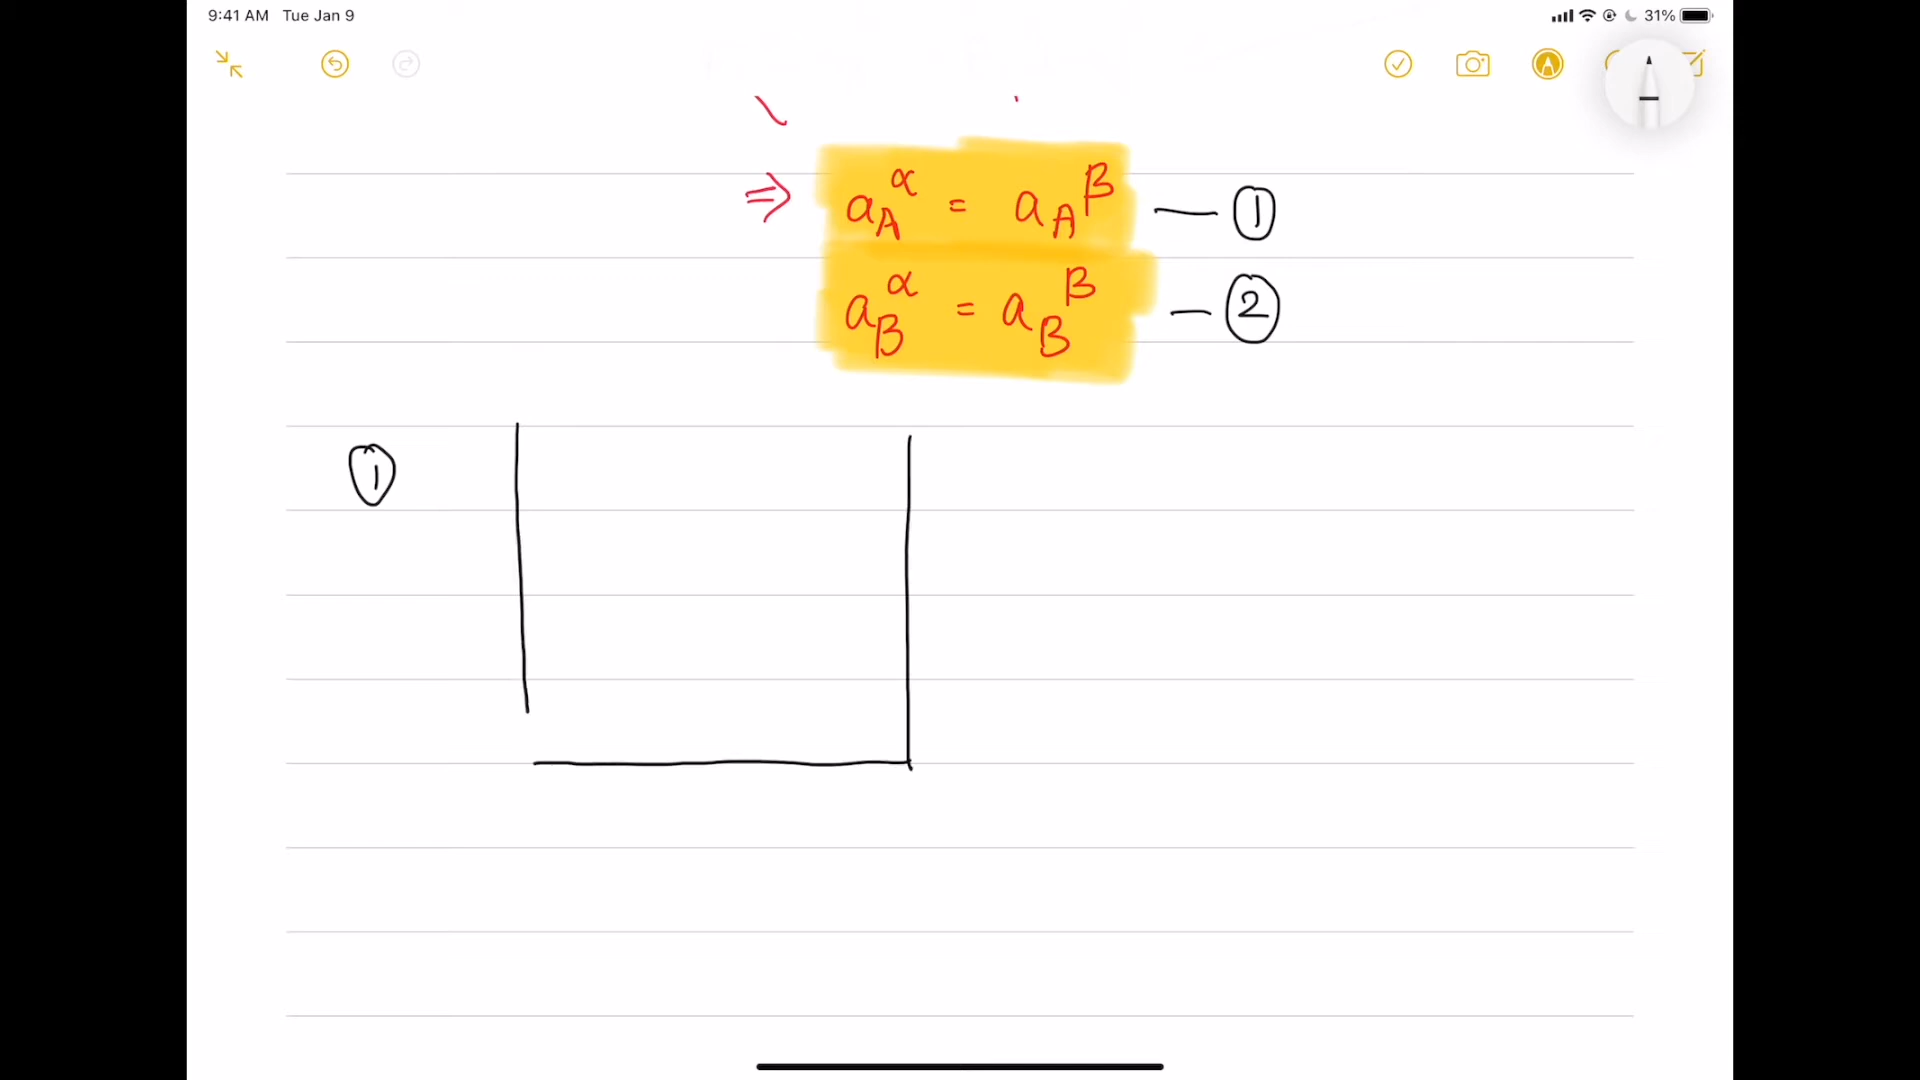 9:41 AM Tue Jan 9 31%
⇒ a_A^α = a_A^β — ①
a_B^α = a_B^β — ②
①